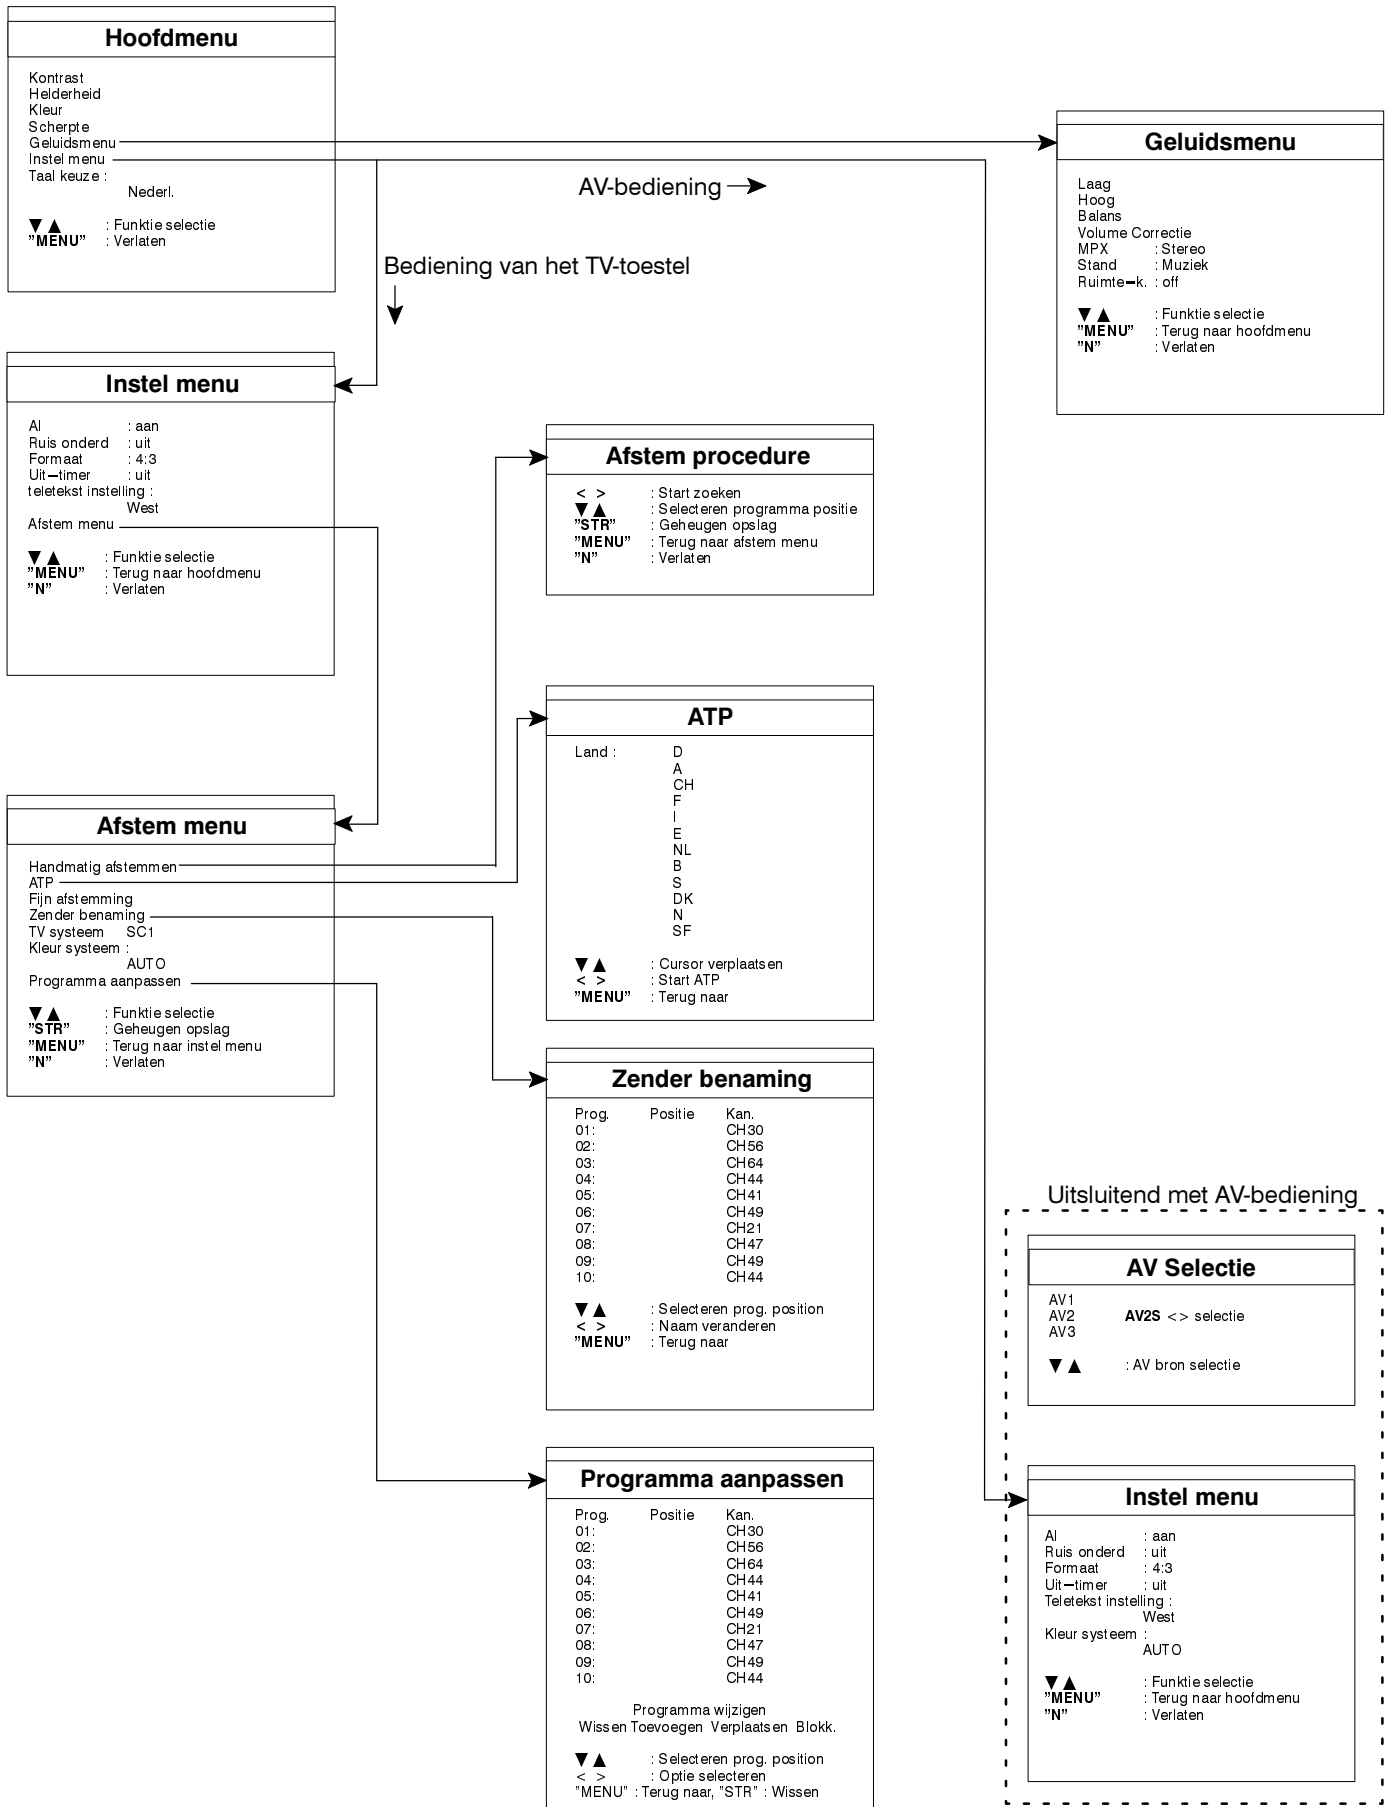 Hoofdmenu
Kontrast
Helderheid
Kleur
Scherpte
Geluidsmenu
Instel menu
Taal keuze :
Nederl.
▼ ▲ : Funktie selectie
"MENU" : Verlaten
AV-bediening
Bediening van het TV-toestel
Geluidsmenu
Laag
Hoog
Balans
Volume Correctie
MPX : Stereo
Stand : Muziek
Ruimte–k. : off
▼ ▲ : Funktie selectie
"MENU" : Terug naar hoofdmenu
"N" : Verlaten
Instel menu
AI : aan
Ruis onderd : uit
Formaat : 4:3
Uit–timer : uit
teletekst instelling :
West
Afstem menu
▼ ▲ : Funktie selectie
"MENU" : Terug naar hoofdmenu
"N" : Verlaten
Afstem procedure
< > : Start zoeken
▼ ▲ : Selecteren programma positie
"STR" : Geheugen opslag
"MENU" : Terug naar afstem menu
"N" : Verlaten
ATP
Land : D
A
CH
F
I
E
NL
B
S
DK
N
SF
▼ ▲ : Cursor verplaatsen
< > : Start ATP
"MENU" : Terug naar
Afstem menu
Handmatig afstemmen
ATP
Fijn afstemming
Zender benaming
TV systeem SC1
Kleur systeem :
AUTO
Programma aanpassen
▼ ▲ : Funktie selectie
"STR" : Geheugen opslag
"MENU" : Terug naar instel menu
"N" : Verlaten
Zender benaming
Prog. Positie Kan.
01: CH30
02: CH56
03: CH64
04: CH44
05: CH41
06: CH49
07: CH21
08: CH47
09: CH49
10: CH44
▼ ▲ : Selecteren prog. position
< > : Naam veranderen
"MENU" : Terug naar
Programma aanpassen
Prog. Positie Kan.
01: CH30
02: CH56
03: CH64
04: CH44
05: CH41
06: CH49
07: CH21
08: CH47
09: CH49
10: CH44
Programma wijzigen
Wissen Toevoegen Verplaatsen Blokk.
▼ ▲ : Selecteren prog. position
< > : Optie selecteren
"MENU" : Terug naar, "STR" : Wissen
Uitsluitend met AV-bediening
AV Selectie
AV1
AV2 AV2S <> selectie
AV3
▼ ▲ : AV bron selectie
Instel menu
AI : aan
Ruis onderd : uit
Formaat : 4:3
Uit–timer : uit
Teletekst instelling :
West
Kleur systeem :
AUTO
▼ ▲ : Funktie selectie
"MENU" : Terug naar hoofdmenu
"N" : Verlaten